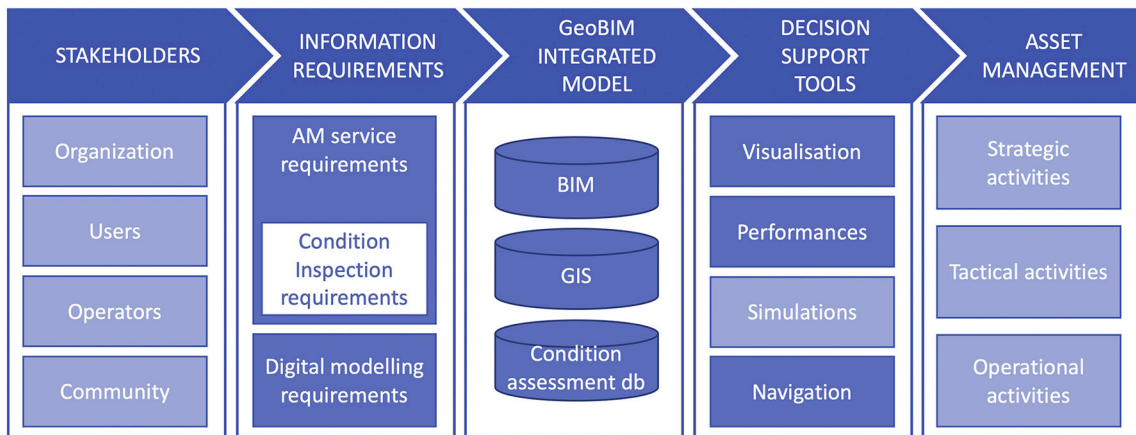 STAKEHOLDERS
INFORMATION
REQUIREMENTS
GeoBIM
INTEGRATED
MODEL
DECISION
SUPPORT
TOOLS
ASSET
MANAGEMENT
Organization
Users
Operators
Community
AM service
requirements
Condition
Inspection
requirements
Digital modelling
requirements
BIM
GIS
Condition
assessment db
Visualisation
Performances
Simulations
Navigation
Strategic
activities
Tactical activities
Operational
activities